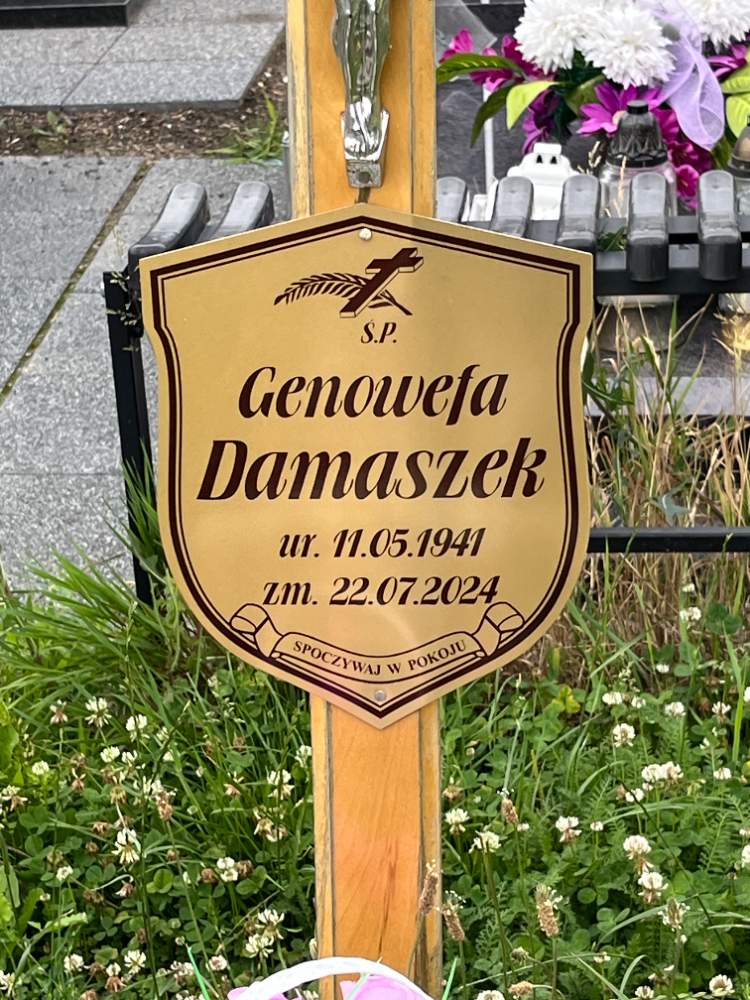 Ś.P.
Genowefa
Damaszek
ur. 11.05.1941
zm. 22.07.2024
SPOCZYWAJ W POKOJU